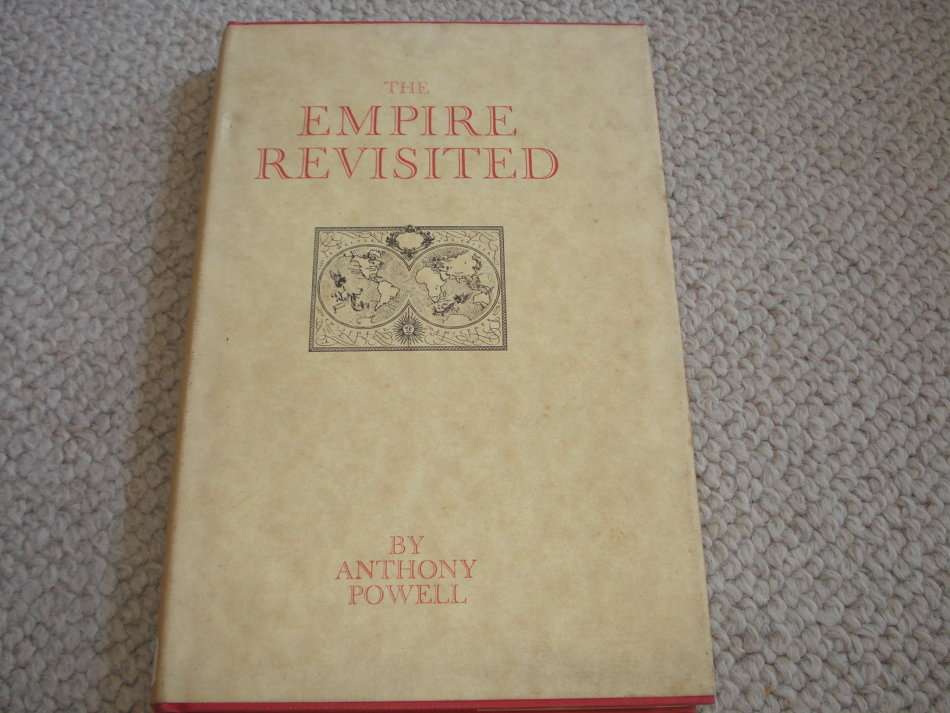 THE
EMPIRE
REVISITED
BY
ANTHONY
POWELL